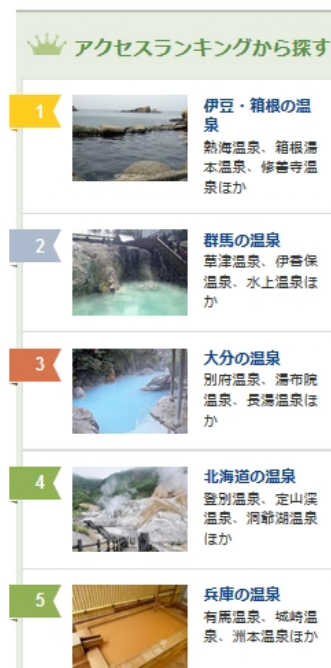 アクセスランキングから探す
1
伊豆・箱根の温
泉
熱海温泉、箱根湯
本温泉、修善寺温
泉ほか
2
群馬の温泉
草津温泉、伊香保
温泉、水上温泉ほ
か
3
大分の温泉
別府温泉、湯布院
温泉、長湯温泉ほ
か
4
北海道の温泉
登別温泉、定山渓
温泉、洞爺湖温泉
ほか
5
兵庫の温泉
有馬温泉、城崎温
泉、洲本温泉ほか